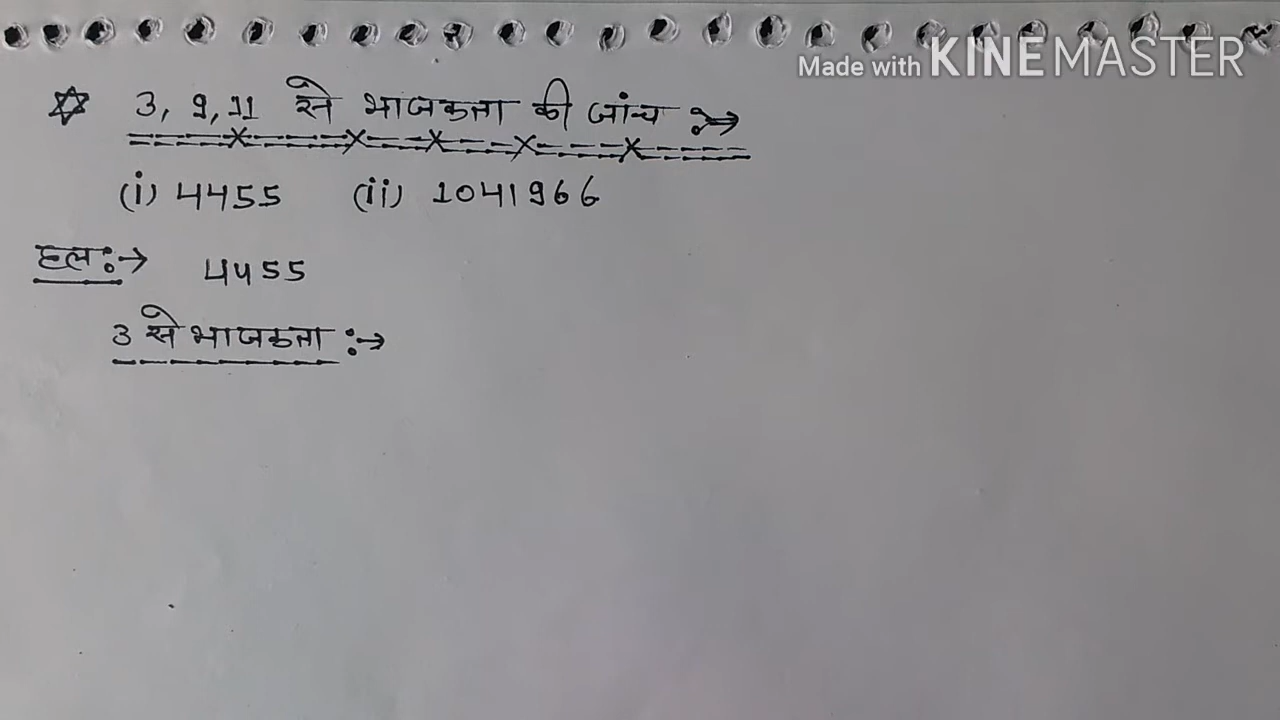 Made with KINEMASTER
☆ 3, 9, 11 से भाजकता की जांच :→
(i) 4455 (ii) 1041966
हल :→ 4455
3 से भाजकता :→